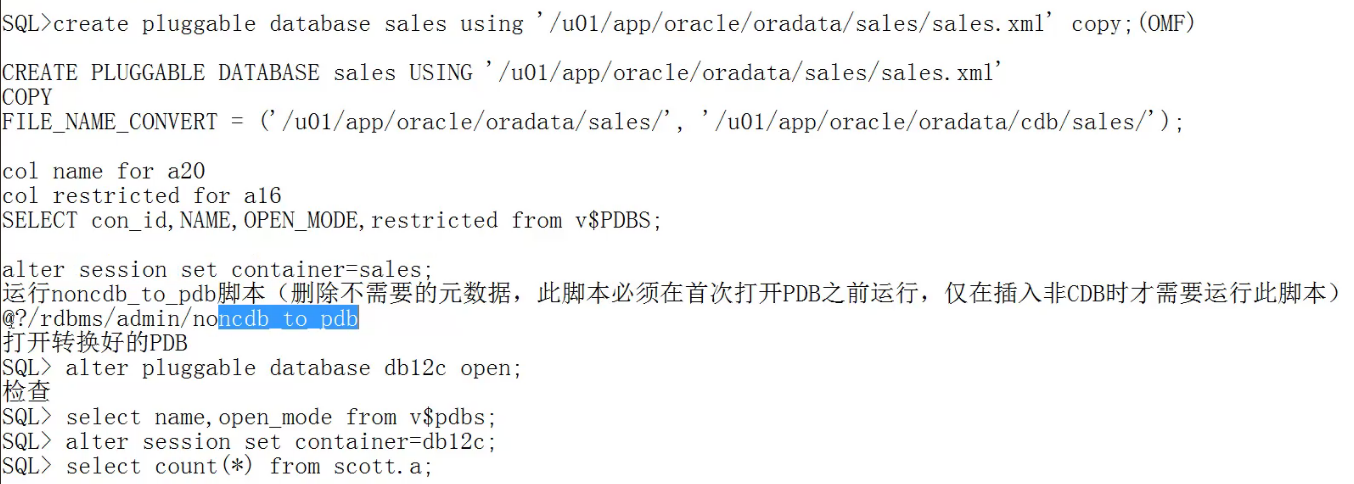 SQL>create pluggable database sales using '/u01/app/oracle/oradata/sales/sales.xml' copy;(OMF)
CREATE PLUGGABLE DATABASE sales USING '/u01/app/oracle/oradata/sales/sales.xml'
COPY
FILE_NAME_CONVERT = ('/u01/app/oracle/oradata/sales/', '/u01/app/oracle/oradata/cdb/sales/');
col name for a20
col restricted for a16
SELECT con_id,NAME,OPEN_MODE,restricted from v$PDBS;
alter session set container=sales;
运行noncdb_to_pdb脚本（删除不需要的元数据，此脚本必须在首次打开PDB之前运行，仅在插入非CDB时才需要运行此脚本）
@?/rdbms/admin/noncdb_to_pdb
打开转换好的PDB
SQL> alter pluggable database db12c open;
检查
SQL> select name,open_mode from v$pdbs;
SQL> alter session set container=db12c;
SQL> select count(*) from scott.a;